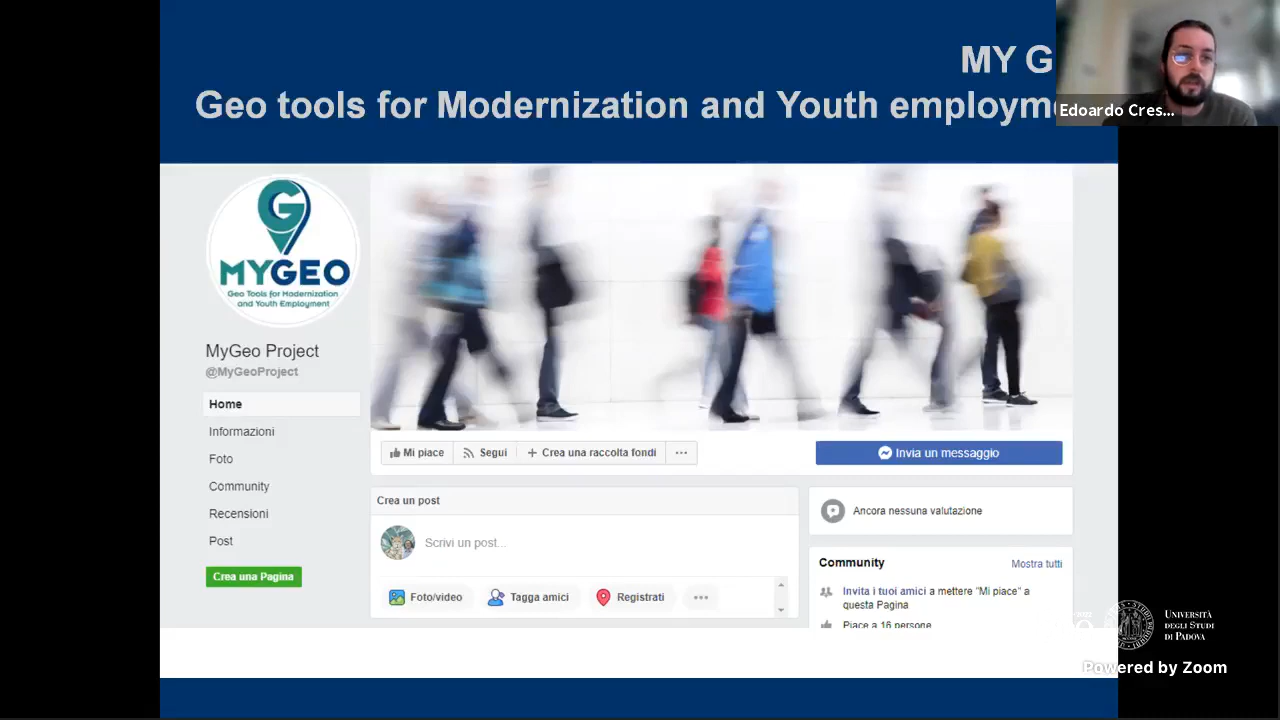 MY G
Geo tools for Modernization and Youth employme
Edoardo Cres...
MYGEO
Geo Tools for Modernization
and Youth Employment
MyGeo Project
@MyGeoProject
Home
Informazioni
Foto
Community
Recensioni
Post
Crea una Pagina
Mi piace
Segui
+ Crea una raccolta fondi
...
Invia un messaggio
Crea un post
Scrivi un post...
Foto/video
Tagga amici
Registrati
...
Ancora nessuna valutazione
Community
Mostra tutti
Invita i tuoi amici a mettere "Mi piace" a
questa Pagina
Piace a 16 persone
UNIVERSITÀ
DEGLI STUDI
DI PADOVA
Powered by Zoom